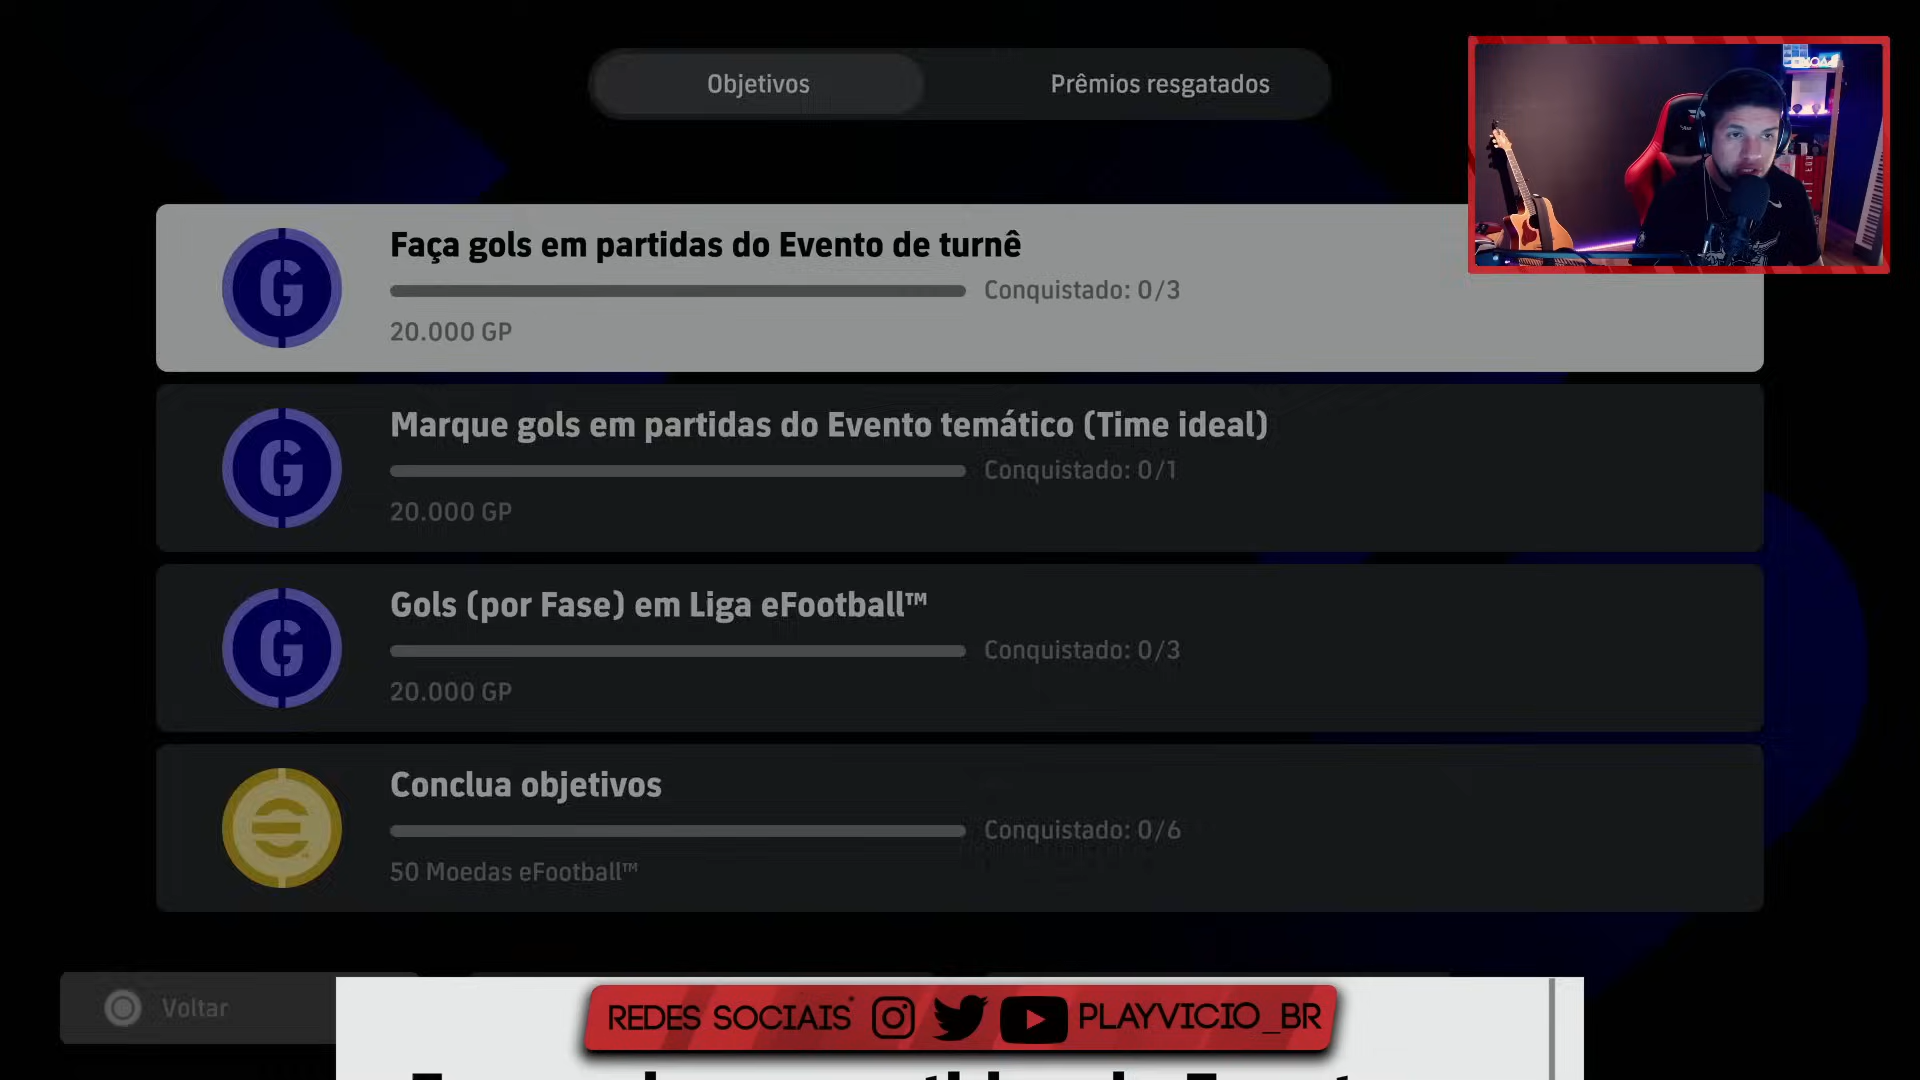 Objetivos
Prêmios resgatados
Faça gols em partidas do Evento de turnê
Conquistado: 0/3
20.000 GP
Marque gols em partidas do Evento temático (Time ideal)
Conquistado: 0/1
20.000 GP
Gols (por Fase) em Liga eFootball™
Conquistado: 0/3
20.000 GP
Conclua objetivos
Conquistado: 0/6
50 Moedas eFootball™
Voltar
REDES SOCIAIS PLAYVICIO_BR